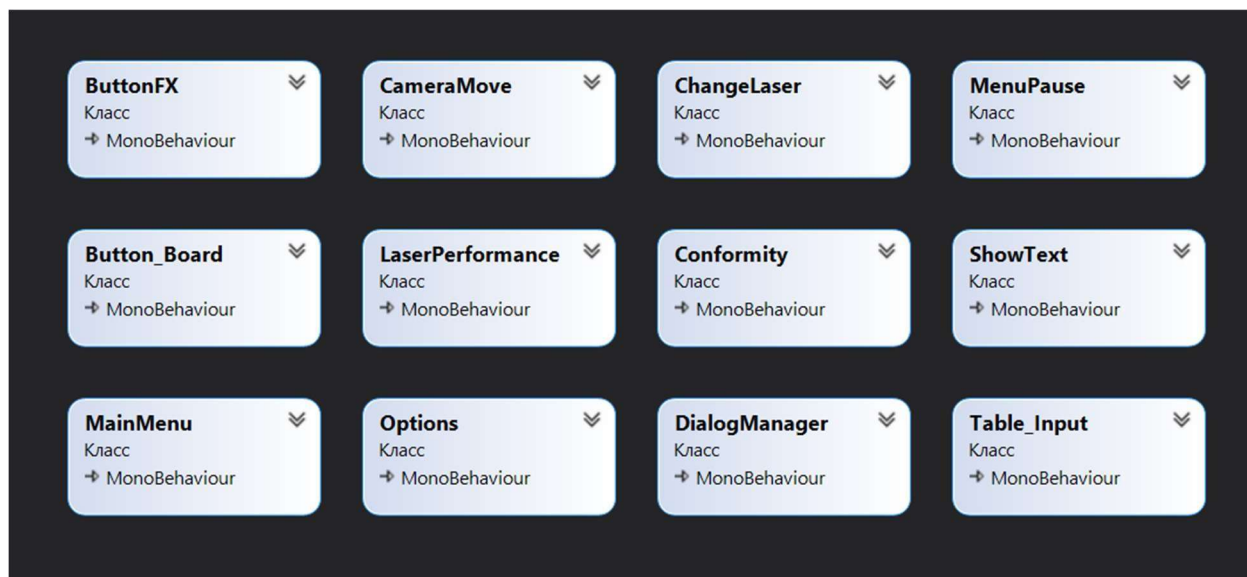 ButtonFX
Класс
MonoBehaviour
CameraMove
Класс
MonoBehaviour
ChangeLaser
Класс
MonoBehaviour
MenuPause
Класс
MonoBehaviour
Button_Board
Класс
MonoBehaviour
LaserPerformance
Класс
MonoBehaviour
Conformity
Класс
MonoBehaviour
ShowText
Класс
MonoBehaviour
MainMenu
Класс
MonoBehaviour
Options
Класс
MonoBehaviour
DialogManager
Класс
MonoBehaviour
Table_Input
Класс
MonoBehaviour